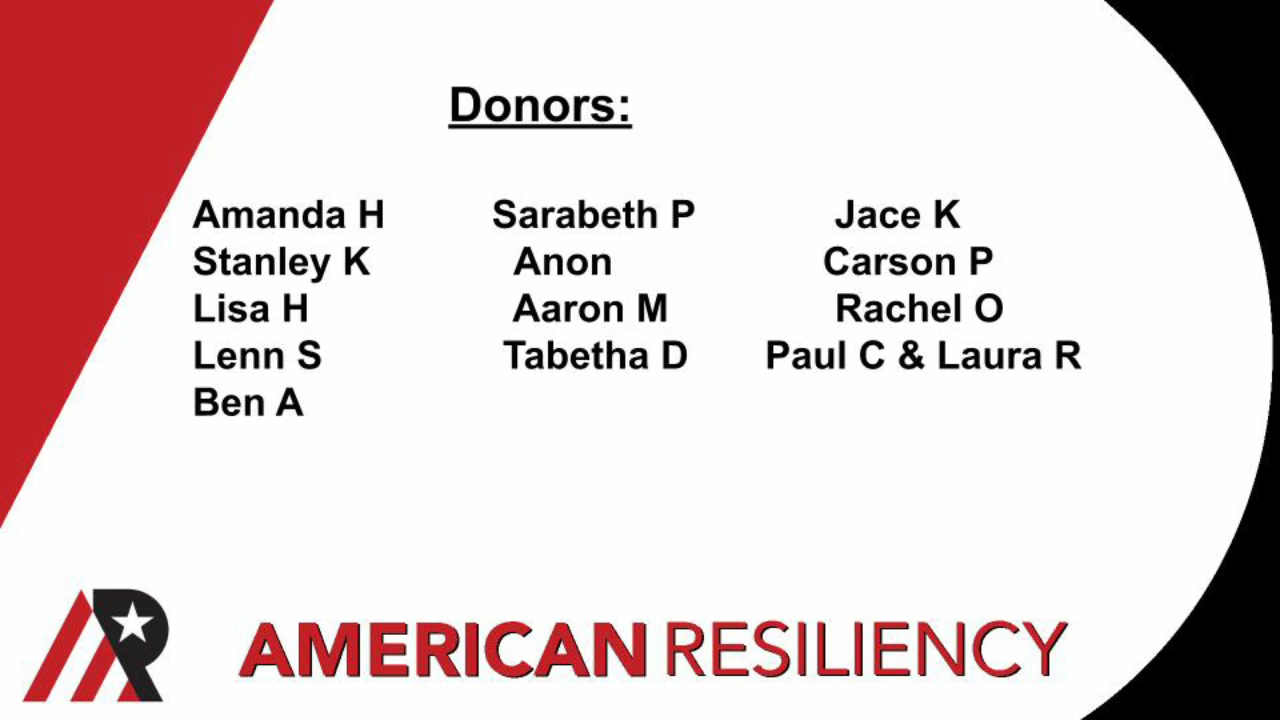 Donors:
Amanda H Sarabeth P Jace K
Stanley K Anon Carson P
Lisa H Aaron M Rachel O
Lenn S Tabetha D Paul C & Laura R
Ben A
AMERICAN RESILIENCY